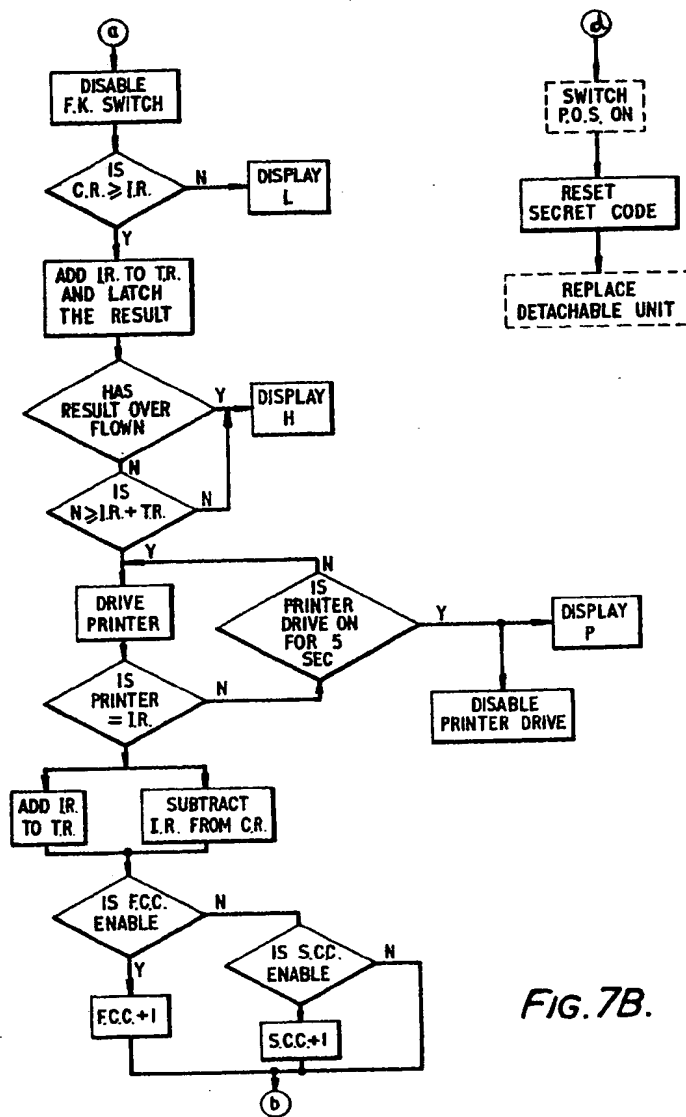 a
DISABLE
F.K. SWITCH
IS
C.R. ⩾ I.R.
N
DISPLAY
L
Y
ADD I.R. TO T.R.
AND LATCH
THE RESULT
HAS
RESULT OVER
FLOWN
Y
DISPLAY
H
N
IS
N ⩾ I.R. + T.R.
N
Y
DRIVE
PRINTER
N
IS
PRINTER
DRIVE ON
FOR 5
SEC
Y
DISPLAY
P
DISABLE
PRINTER DRIVE
IS
PRINTER
= I.R.
N
ADD I.R.
TO T.R.
SUBTRACT
I.R. FROM C.R.
IS F.C.C.
ENABLE
N
Y
IS S.C.C.
ENABLE
N
F.C.C.+1
S.C.C.+1
b
d
SWITCH
P.O.S. ON
RESET
SECRET CODE
REPLACE
DETACHABLE UNIT
FIG. 7B.